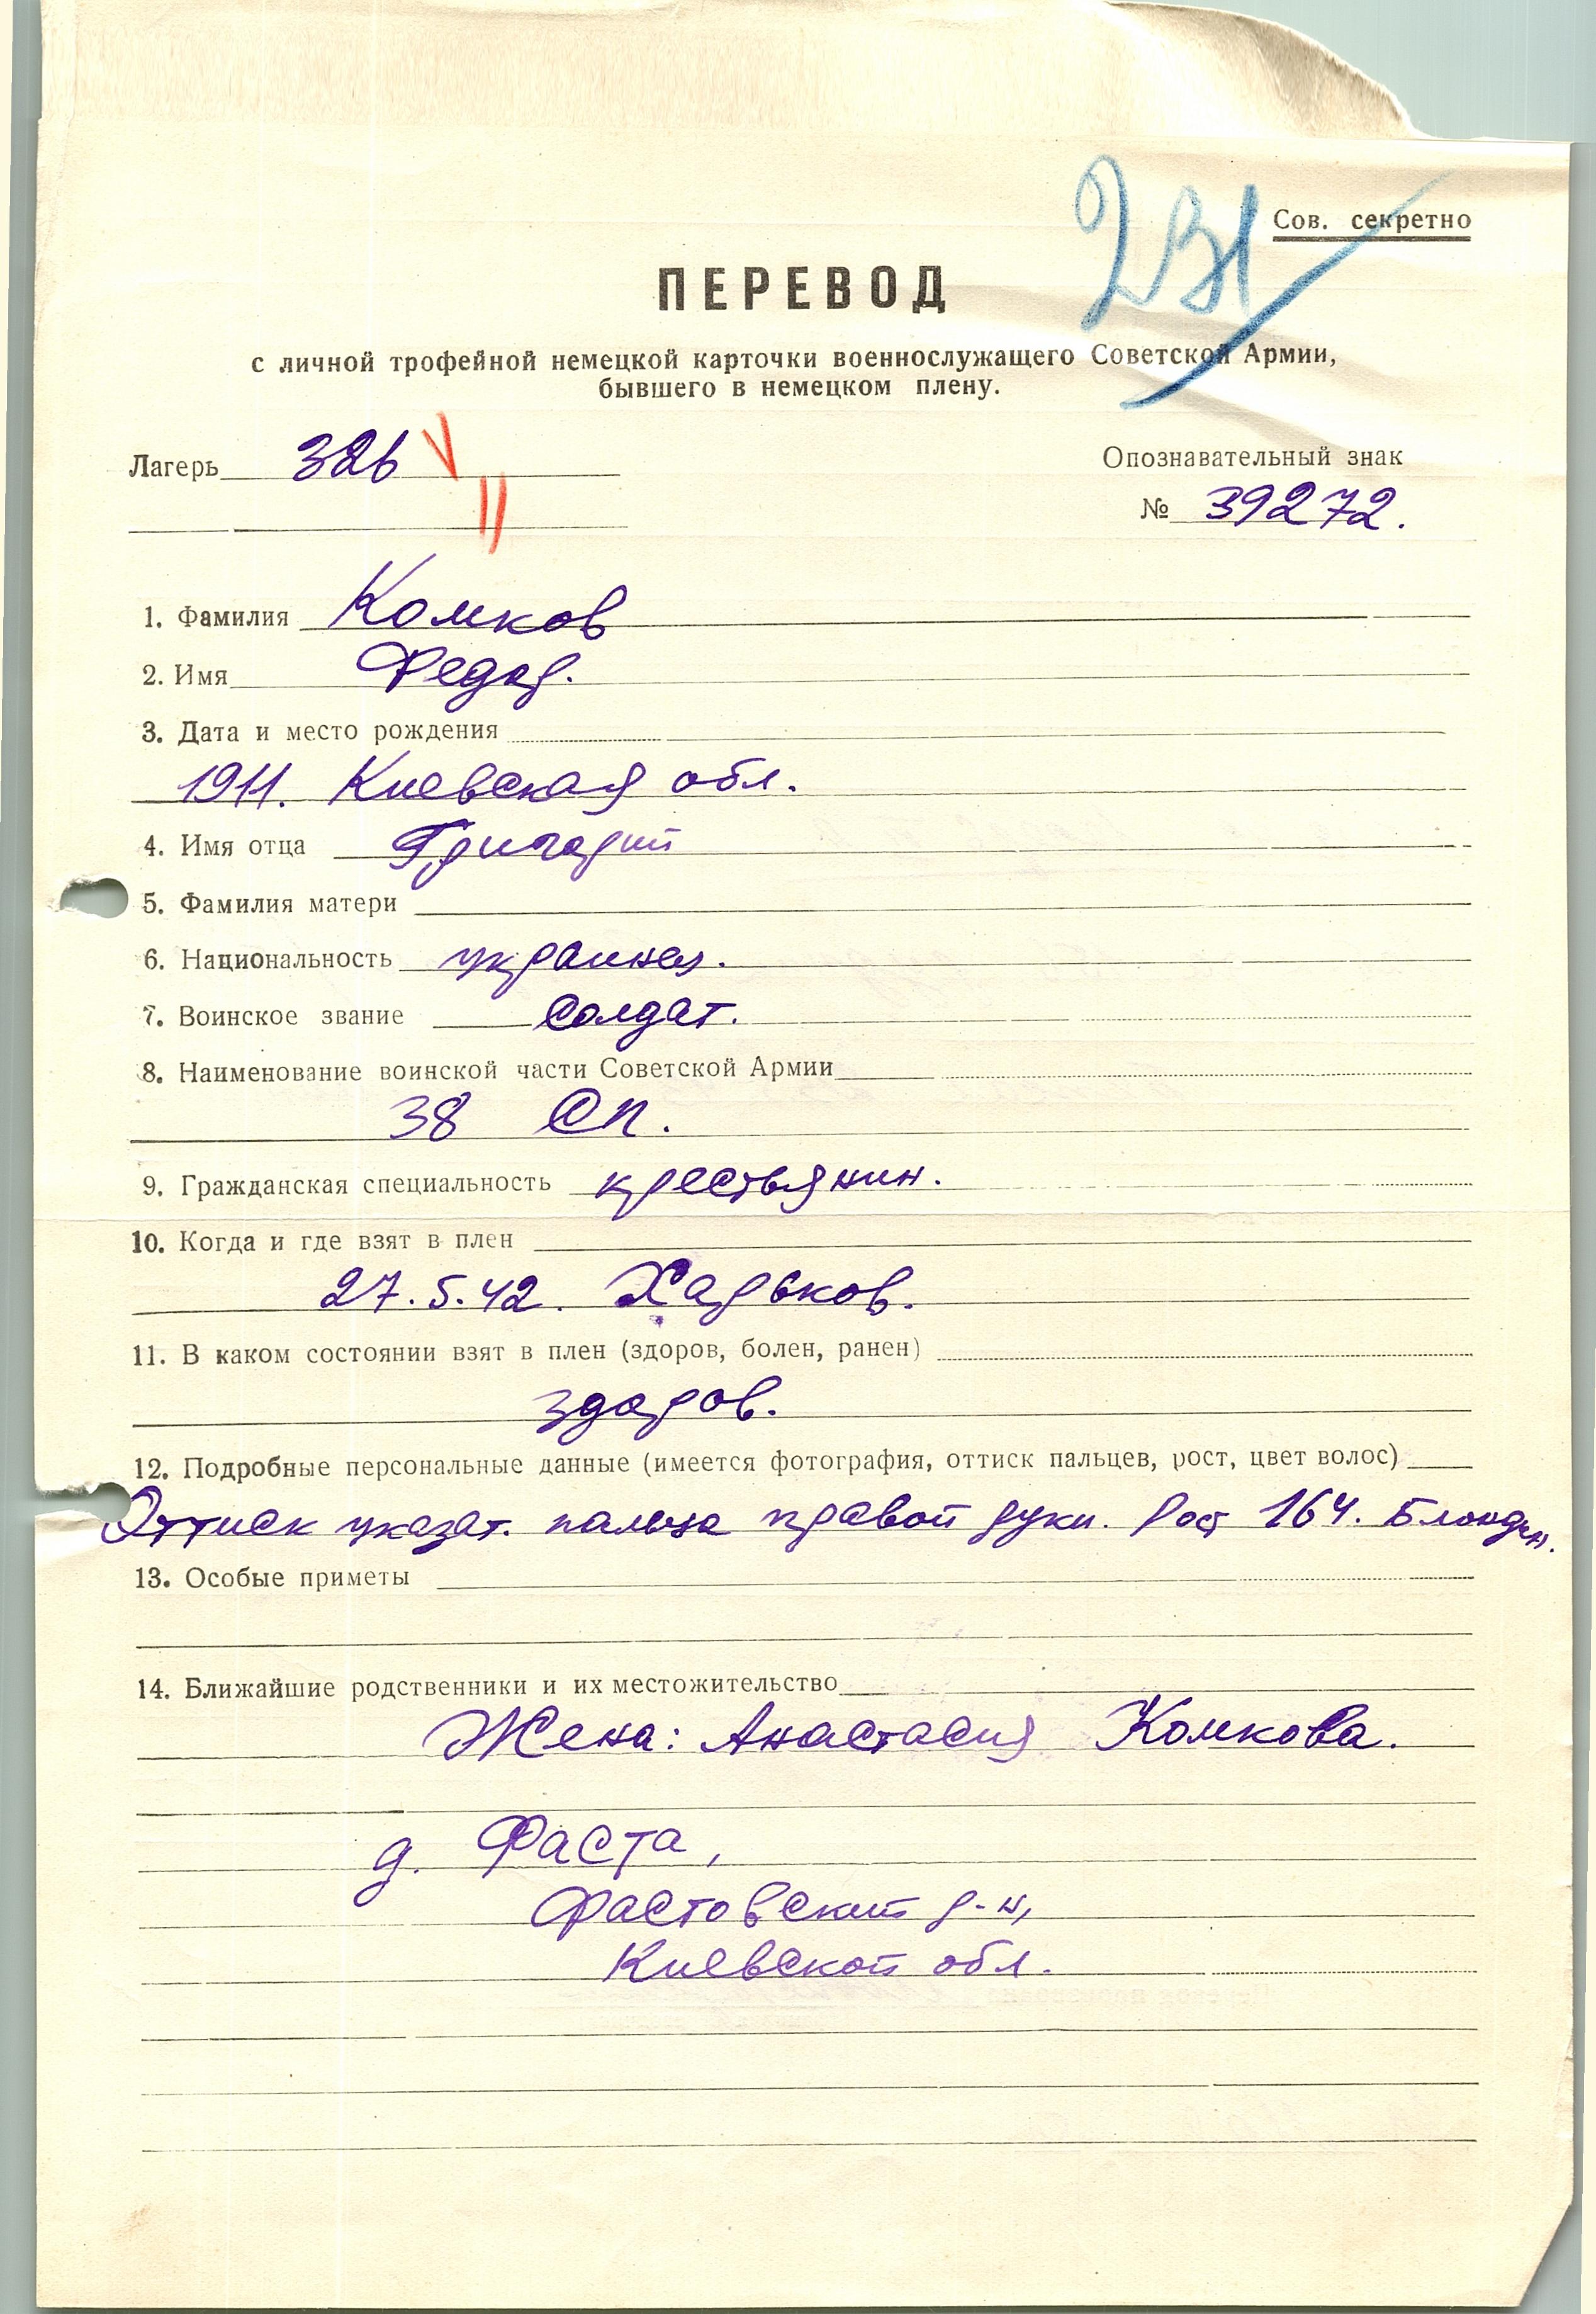 231
Сов. секретно
ПЕРЕВОД
с личной трофейной немецкой карточки военнослужащего Советской Армии,
бывшего в немецком плену.
Лагерь 326 V
II
Опознавательный знак
№ 39272.
1. Фамилия Комков
2. Имя Федор.
3. Дата и место рождения
1911. Киевская обл.
4. Имя отца Григорий
5. Фамилия матери
6. Национальность украинец.
7. Воинское звание солдат.
8. Наименование воинской части Советской Армии
38 СП.
9. Гражданская специальность крестьянин.
10. Когда и где взят в плен
27.5.42. Харьков.
11. В каком состоянии взят в плен (здоров, болен, ранен)
здоров.
12. Подробные персональные данные (имеется фотография, оттиск пальцев, рост, цвет волос)
Оттиск указат. пальца правой руки. Рост 164. Блондин.
13. Особые приметы
14. Ближайшие родственники и их местожительство
Жена: Анастасия Комкова.
д. Фаста,
Фастовский р-н,
Киевской обл.